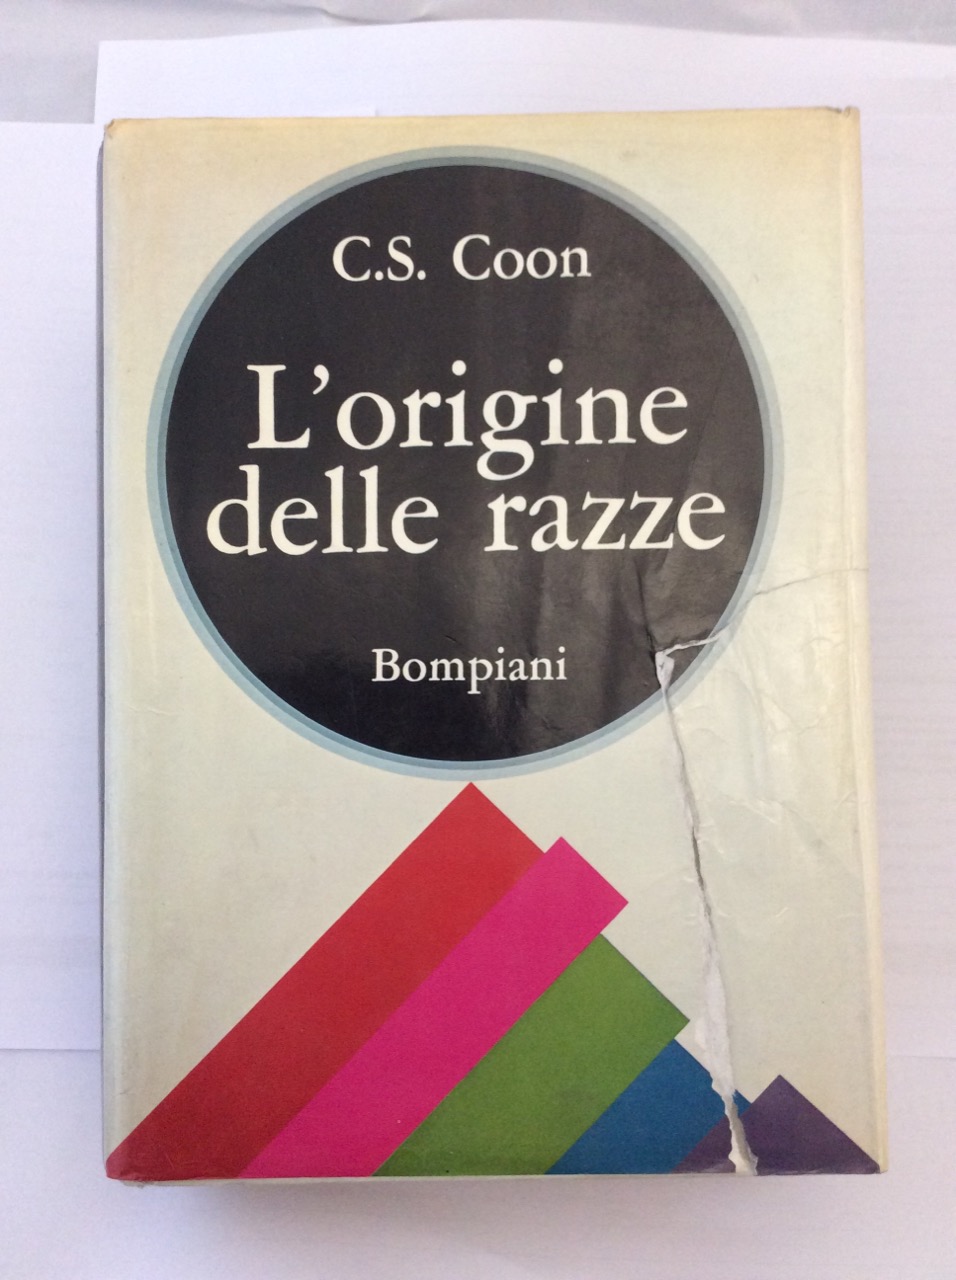 C.S. Coon
L'origine
delle razze
Bompiani